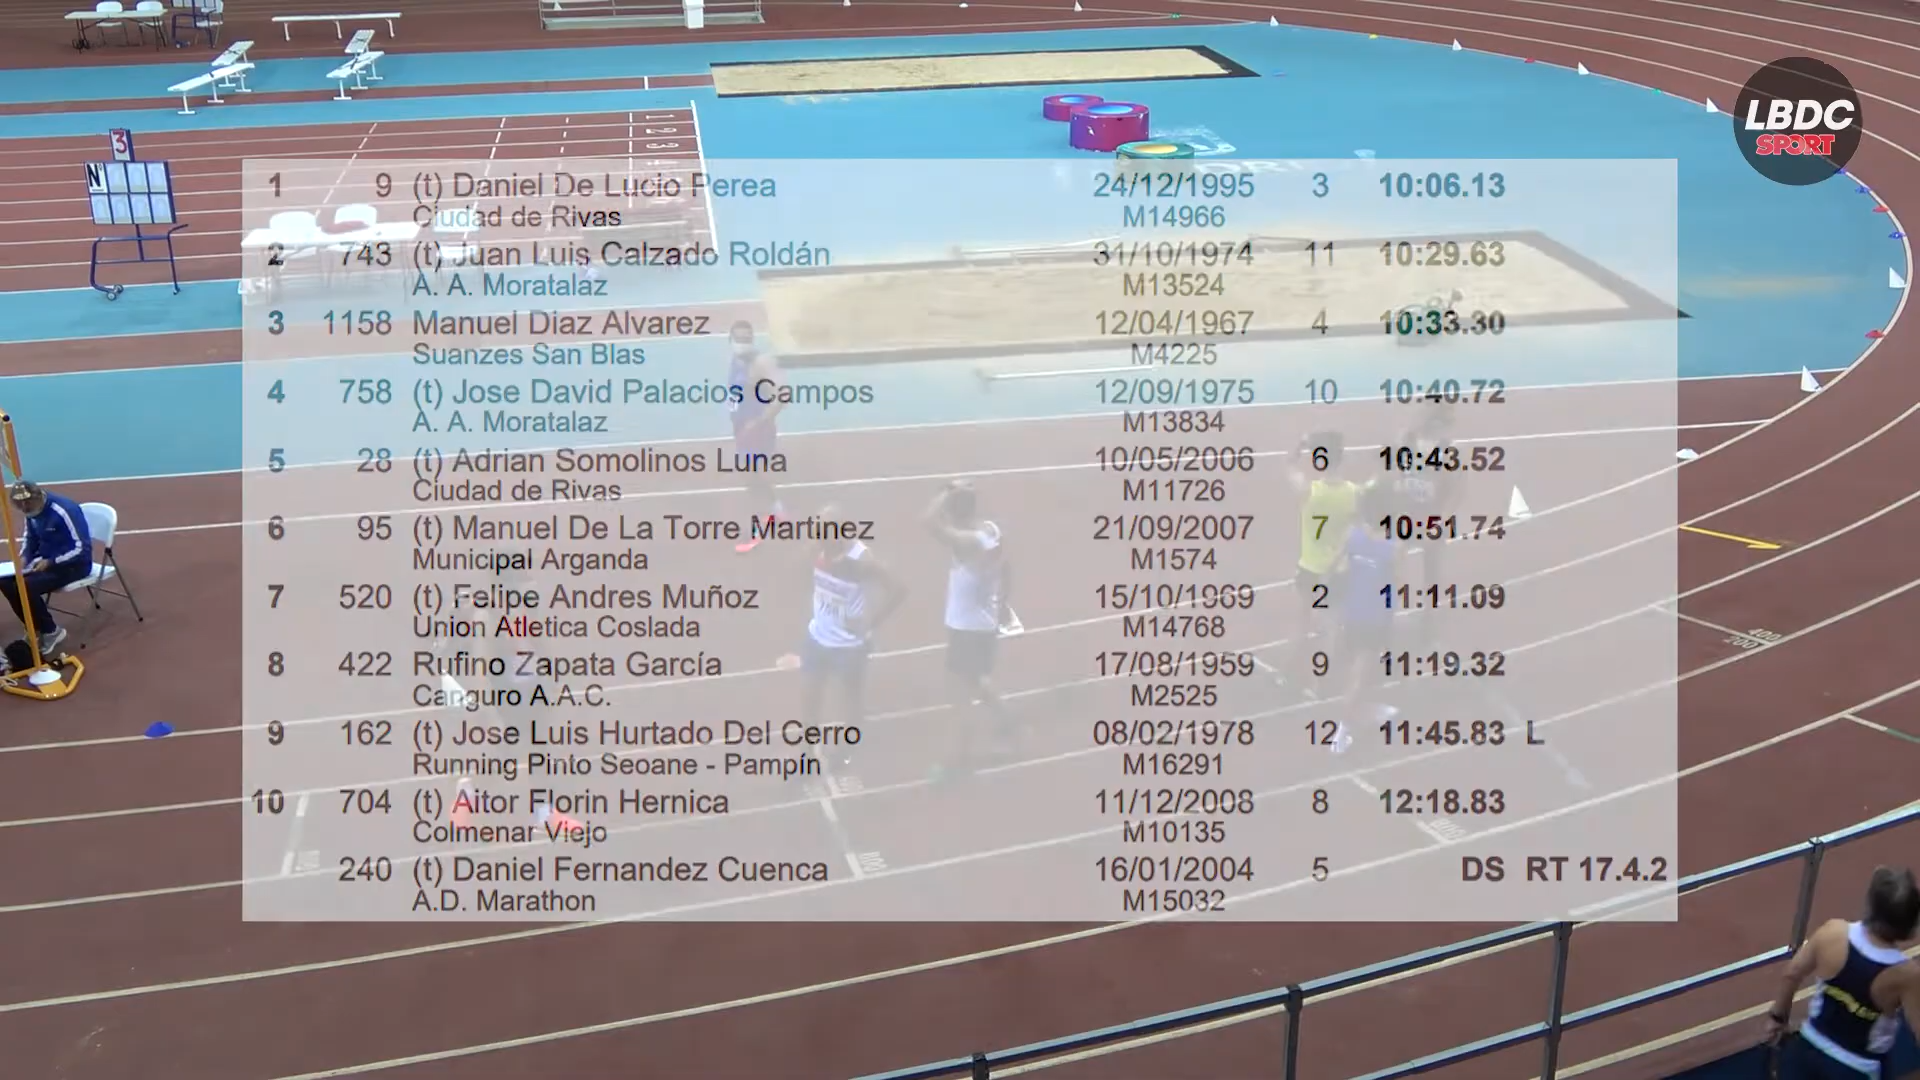 LBDC
SPORT
3
N°
1 2 3
1 9 (t) Daniel De Lucio Perea 24/12/1995 3 10:06.13
Ciudad de Rivas M14966
2 743 (t) Juan Luis Calzado Roldán 31/10/1974 11 10:29.63
A. A. Moratalaz M13524
3 1158 Manuel Diaz Alvarez 12/04/1967 4 10:33.30
Suanzes San Blas M4225
4 758 (t) Jose David Palacios Campos 12/09/1975 10 10:40.72
A. A. Moratalaz M13834
5 28 (t) Adrian Somolinos Luna 10/05/2006 6 10:43.52
Ciudad de Rivas M11726
6 95 (t) Manuel De La Torre Martinez 21/09/2007 7 10:51.74
Municipal Arganda M1574
7 520 (t) Felipe Andres Muñoz 15/10/1969 2 11:11.09
Union Atletica Coslada M14768
8 422 Rufino Zapata García 17/08/1959 9 11:19.32
Canguro A.A.C. M2525
9 162 (t) Jose Luis Hurtado Del Cerro 08/02/1978 12 11:45.83 L
Running Pinto Seoane - Pampín M16291
10 704 (t) Aitor Florin Hernica 11/12/2008 8 12:18.83
Colmenar Viejo M10135
240 (t) Daniel Fernandez Cuenca 16/01/2004 5 DS RT 17.4.2
A.D. Marathon M15032
400
200
800